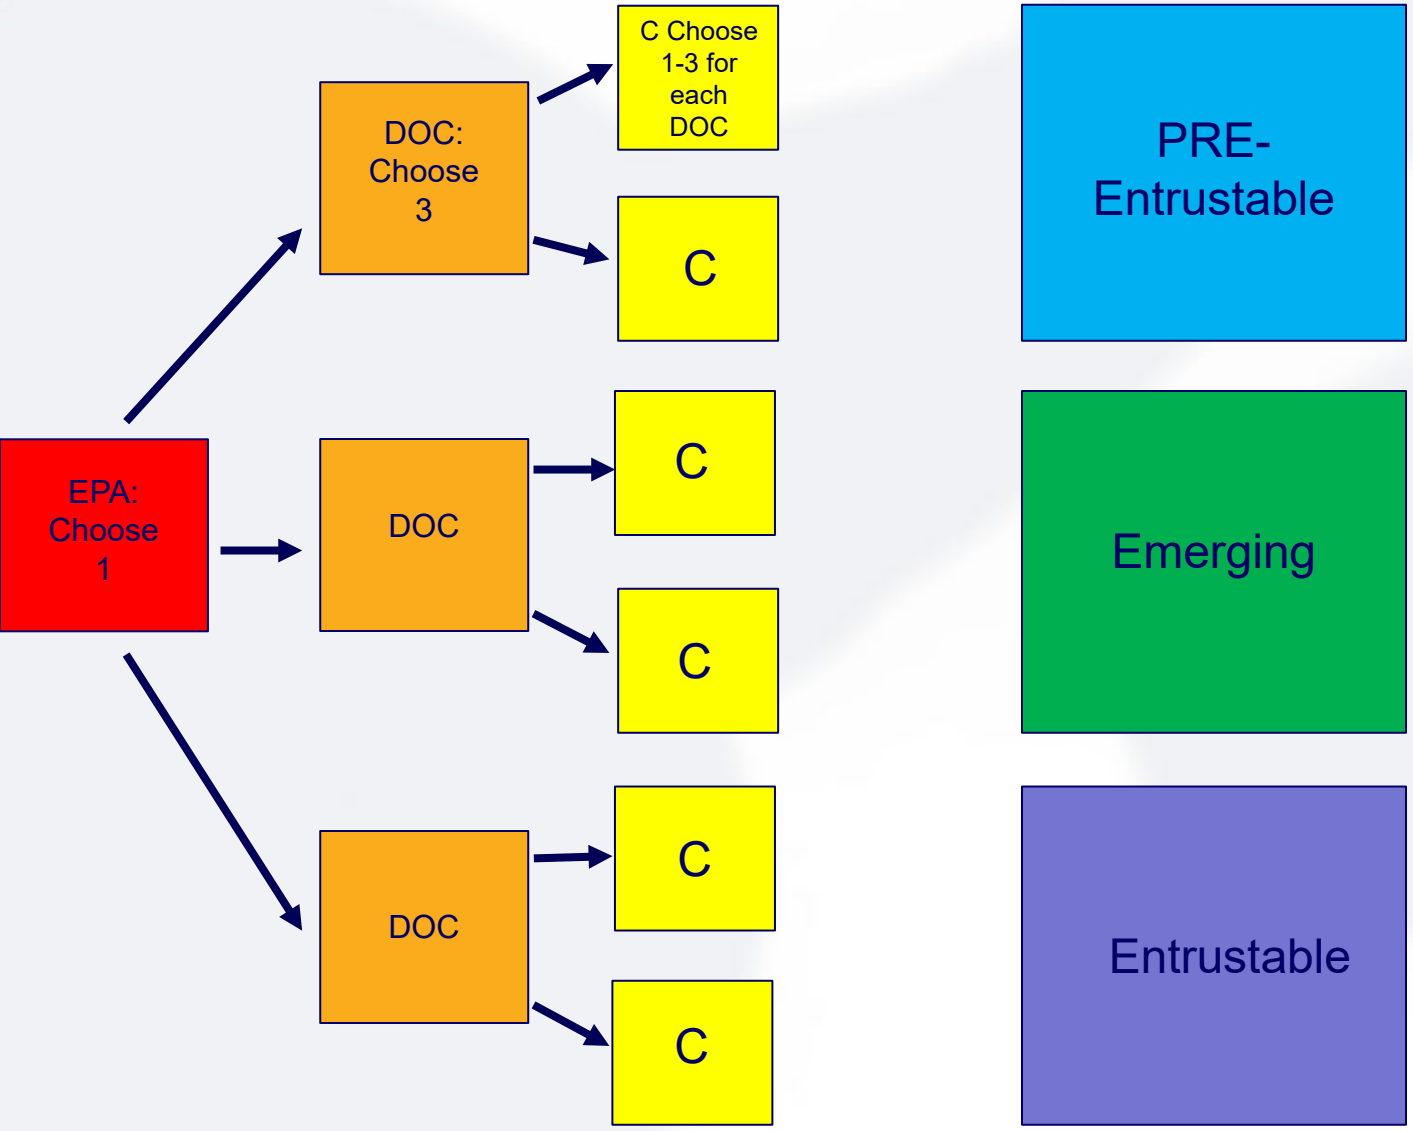 EPA:
Choose
1
DOC:
Choose
3
DOC
DOC
C Choose
1-3 for
each
DOC
C
C
C
C
C
PRE-
Entrustable
Emerging
Entrustable